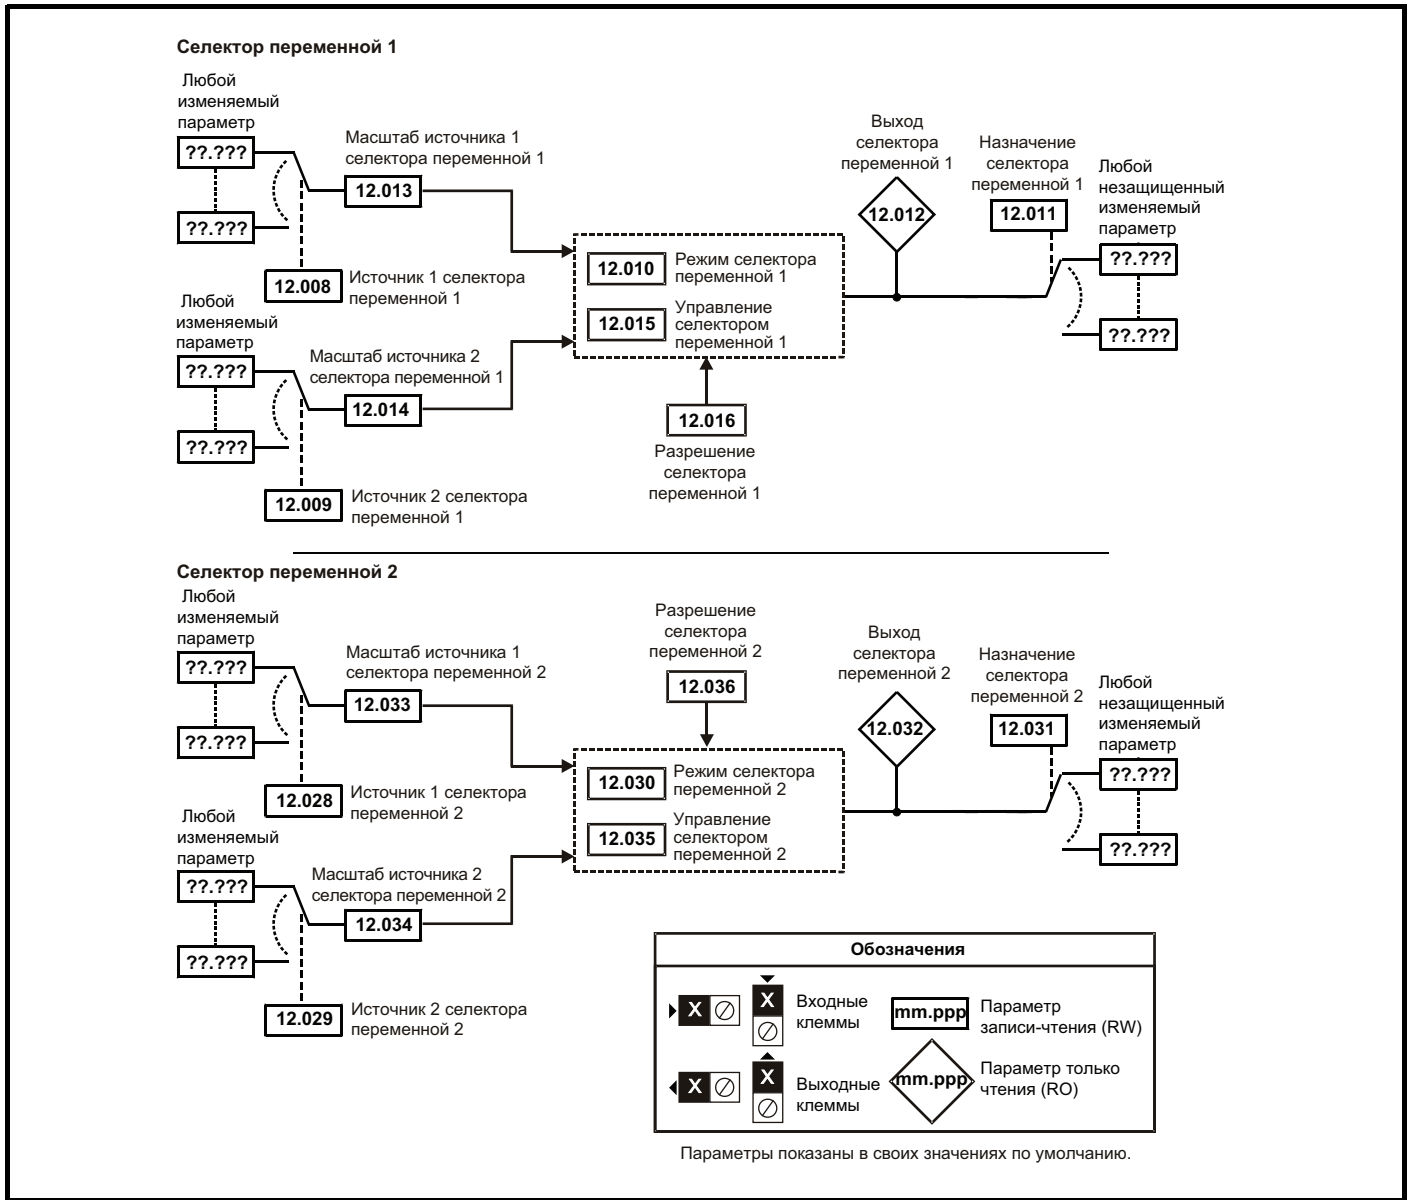 Селектор переменной 1
Любой
изменяемый
параметр
??.???
??.???
Масштаб источника 1
селектора переменной 1
12.013
12.008
Источник 1 селектора
переменной 1
Любой
изменяемый
параметр
??.???
??.???
Масштаб источника 2
селектора переменной 1
12.014
12.009
Источник 2 селектора
переменной 1
12.010
Режим селектора
переменной 1
12.015
Управление
селектором
переменной 1
12.016
Разрешение
селектора
переменной 1
Выход
селектора
переменной 1
12.012
Назначение
селектора
переменной 1
12.011
Любой
незащищенный
изменяемый
параметр
??.???
??.???
Селектор переменной 2
Любой
изменяемый
параметр
??.???
??.???
Масштаб источника 1
селектора переменной 2
12.033
12.028
Источник 1 селектора
переменной 2
Любой
изменяемый
параметр
??.???
??.???
Масштаб источника 2
селектора переменной 2
12.034
12.029
Источник 2 селектора
переменной 2
Разрешение
селектора
переменной 2
12.036
12.030
Режим селектора
переменной 2
12.035
Управление
селектором
переменной 2
Выход
селектора
переменной 2
12.032
Назначение
селектора
переменной 2
12.031
Любой
незащищенный
изменяемый
параметр
??.???
??.???
Обозначения
X
X
Входные
клеммы
mm.ppp
Параметр
записи-чтения (RW)
X
X
Выходные
клеммы
mm.ppp
Параметр только
чтения (RO)
Параметры показаны в своих значениях по умолчанию.